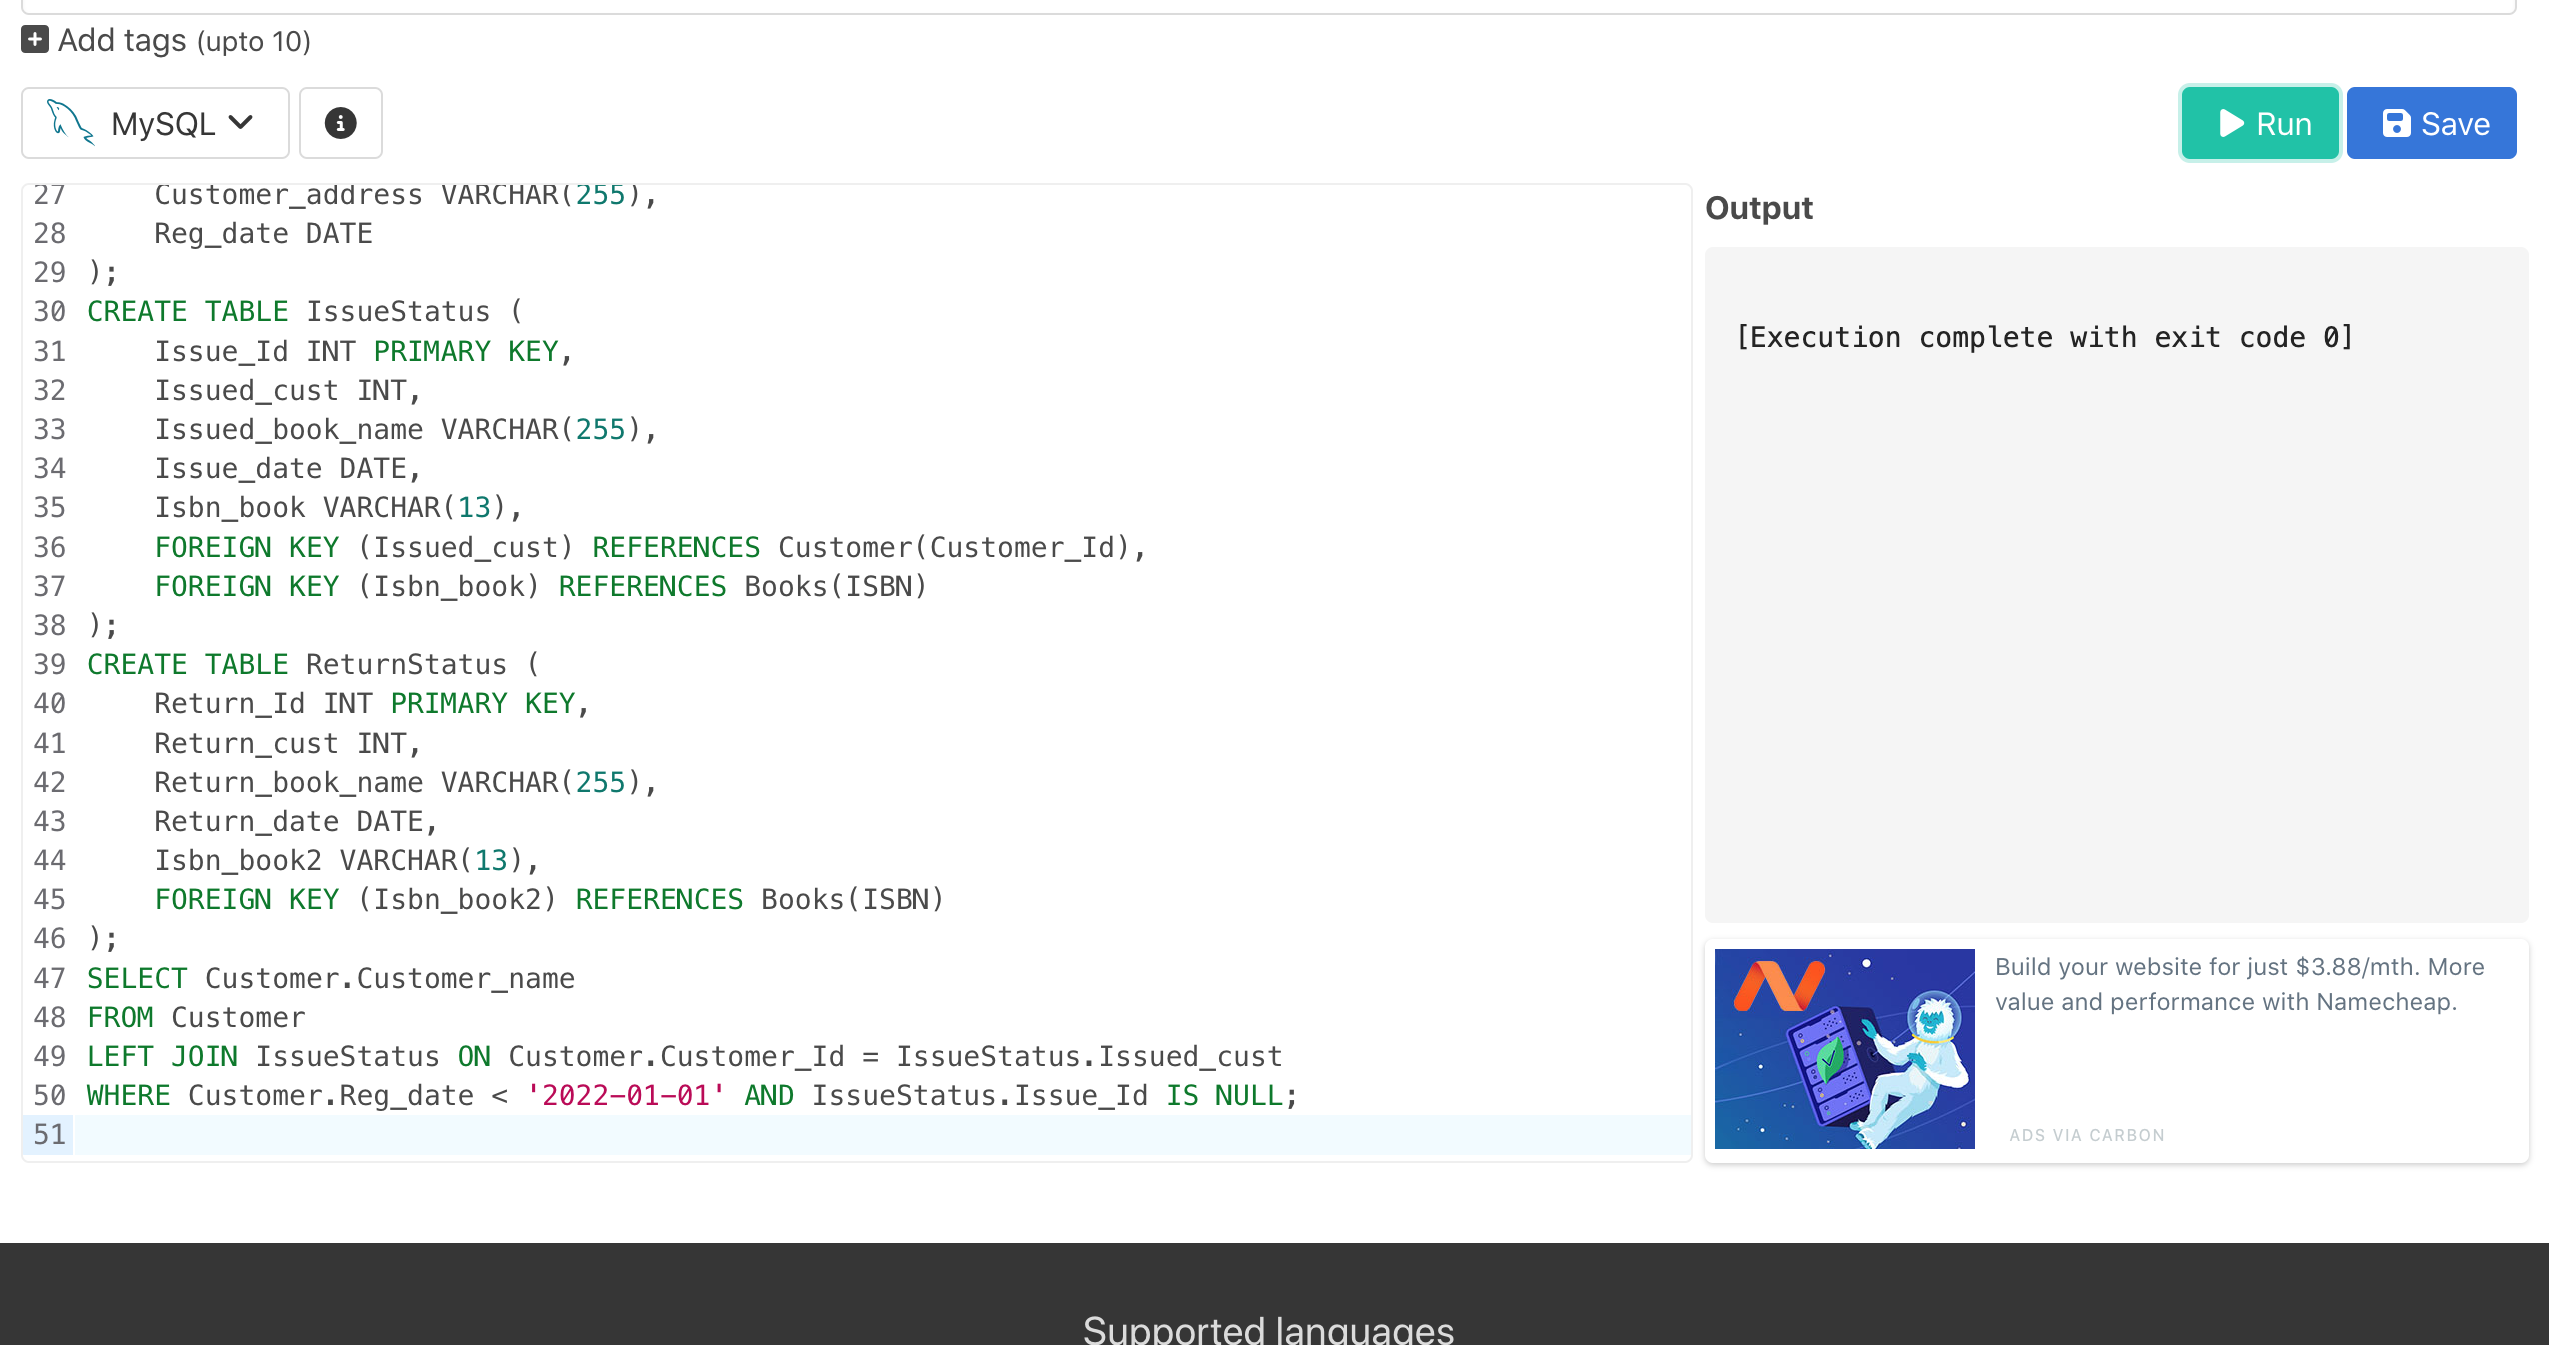 Add tags (upto 10)
MySQL
Run
Save
27 Customer_address VARCHAR(255),
28 Reg_date DATE
29 );
30 CREATE TABLE IssueStatus (
31 Issue_Id INT PRIMARY KEY,
32 Issued_cust INT,
33 Issued_book_name VARCHAR(255),
34 Issue_date DATE,
35 Isbn_book VARCHAR(13),
36 FOREIGN KEY (Issued_cust) REFERENCES Customer(Customer_Id),
37 FOREIGN KEY (Isbn_book) REFERENCES Books(ISBN)
38 );
39 CREATE TABLE ReturnStatus (
40 Return_Id INT PRIMARY KEY,
41 Return_cust INT,
42 Return_book_name VARCHAR(255),
43 Return_date DATE,
44 Isbn_book2 VARCHAR(13),
45 FOREIGN KEY (Isbn_book2) REFERENCES Books(ISBN)
46 );
47 SELECT Customer.Customer_name
48 FROM Customer
49 LEFT JOIN IssueStatus ON Customer.Customer_Id = IssueStatus.Issued_cust
50 WHERE Customer.Reg_date < '2022-01-01' AND IssueStatus.Issue_Id IS NULL;
51
Output
[Execution complete with exit code 0]
Build your website for just $3.88/mth. More
value and performance with Namecheap.
ADS VIA CARBON
Supported languages